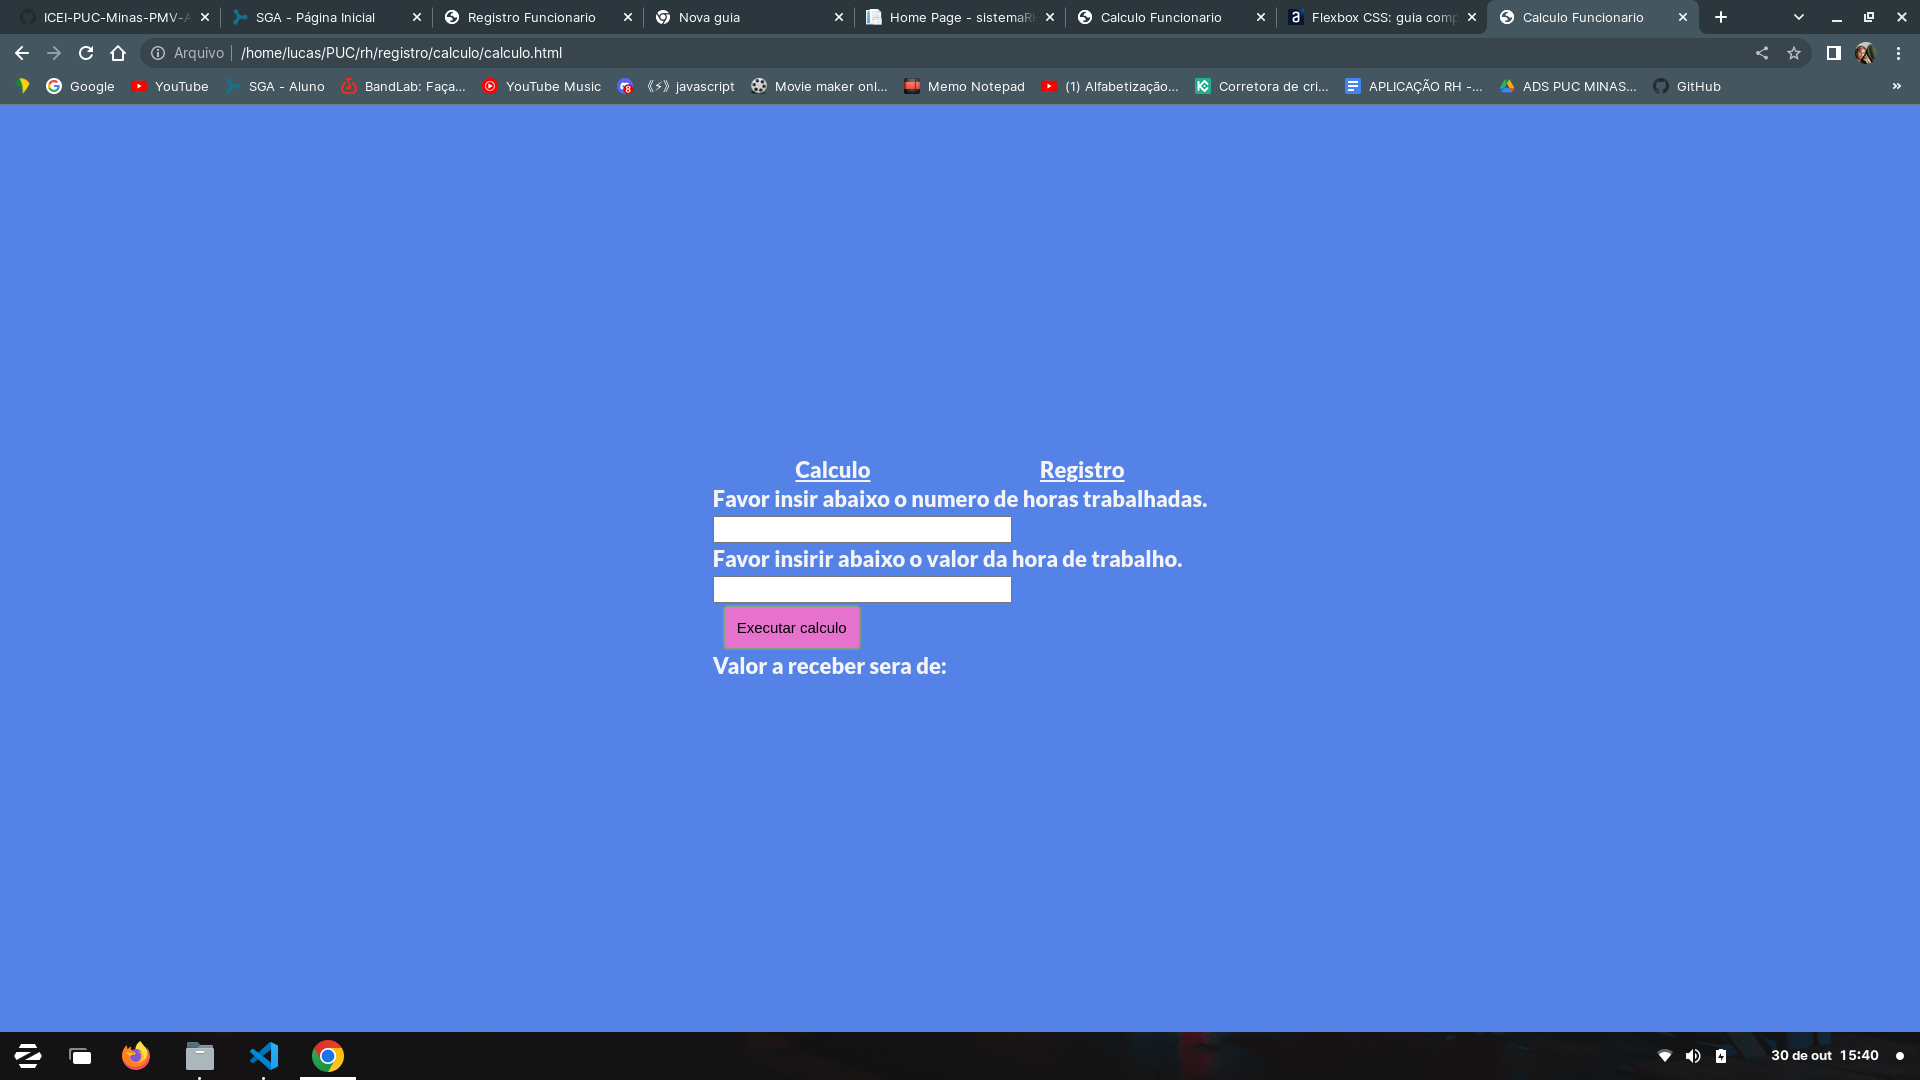 ICEI-PUC-Minas-PMV-A
SGA - Página Inicial
Registro Funcionario
Nova guia
Home Page - sistemaRH
Calculo Funcionario
Flexbox CSS: guia comp
Calculo Funcionario
Arquivo /home/lucas/PUC/rh/registro/calculo/calculo.html
Google
YouTube
SGA - Aluno
BandLab: Faça...
YouTube Music
《⚡》 javascript
Movie maker onl...
Memo Notepad
(1) Alfabetização...
Corretora de cri...
APLICAÇÃO RH -...
ADS PUC MINAS...
GitHub
»
Calculo Registro
Favor insir abaixo o numero de horas trabalhadas.
Favor insirir abaixo o valor da hora de trabalho.
Executar calculo
Valor a receber sera de:
30 de out 15:40